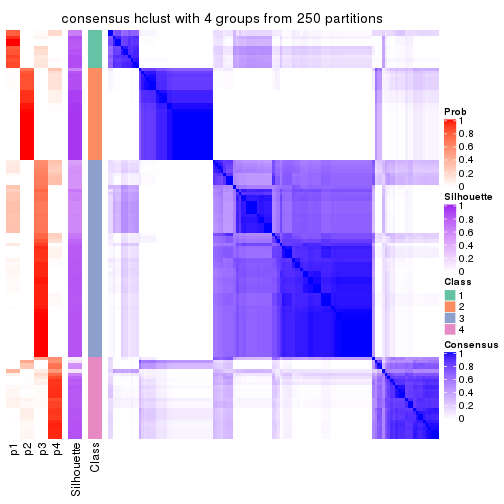 consensus hclust with 4 groups from 250 partitions
Prob
1
0.8
0.6
0.4
0.2
0
Silhouette
1
0.8
0.6
0.4
0.2
0
Class
1
2
3
4
Consensus
1
0.8
0.6
0.4
0.2
0
p1
p2
p3
p4
Silhouette
Class